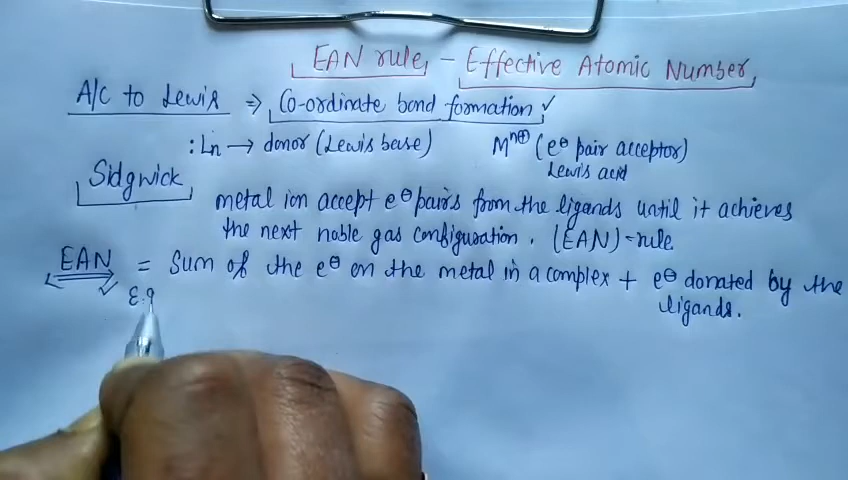 EAN rule, - Effective Atomic Number,
A/C to Lewis ⇒ Co-ordinate bond formation ✓
:Ln → donor (Lewis base) Mn⊕ (e⊖ pair acceptor)
Lewis acid
Sidgwick
metal ion accept e⊖ pairs from the ligands until it achieves
the next noble gas configuration. (EAN)-rule
EAN = Sum of the e⊖ on the metal in a complex + e⊖ donated by the
ligands.
✓ E.g